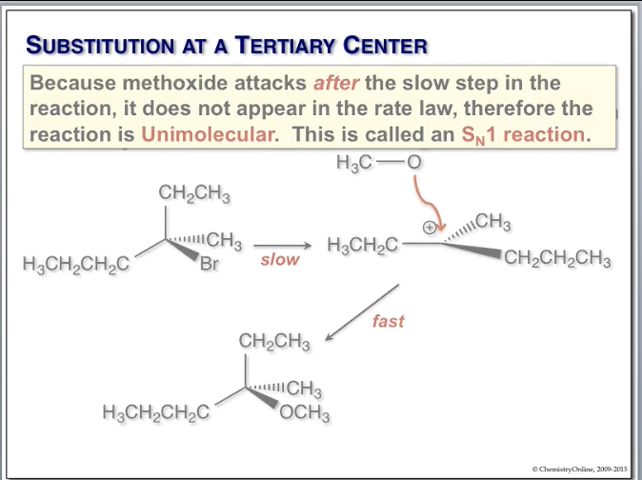 SUBSTITUTION AT A TERTIARY CENTER
Because methoxide attacks after the slow step in the
reaction, it does not appear in the rate law, therefore the
reaction is Unimolecular. This is called an SN1 reaction.
H3C O
CH2CH3
CH3
H3CH2CH2C
Br
slow
⊕
CH3
H3CH2C
CH2CH2CH3
fast
CH2CH3
CH3
H3CH2CH2C
OCH3
© ChemistryOnline, 2009-2015